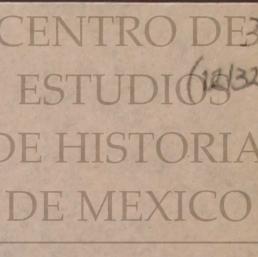 CENTRO DE
ESTUDIOS
DE HISTORIA
DE MEXICO